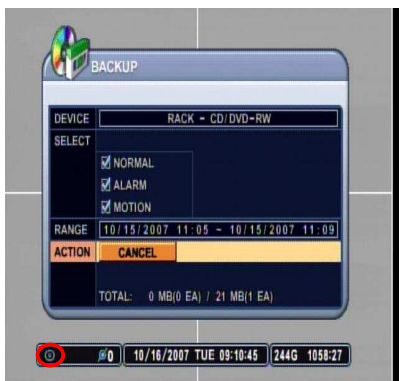 BACKUP
DEVICE RACK - CD/DVD-RW
SELECT
NORMAL
ALARM
MOTION
RANGE 10/15/2007 11:05 ~ 10/15/2007 11:09
ACTION CANCEL
TOTAL: 0 MB(0 EA) / 21 MB(1 EA)
0 10/16/2007 TUE 09:10:45 244G 1058:27